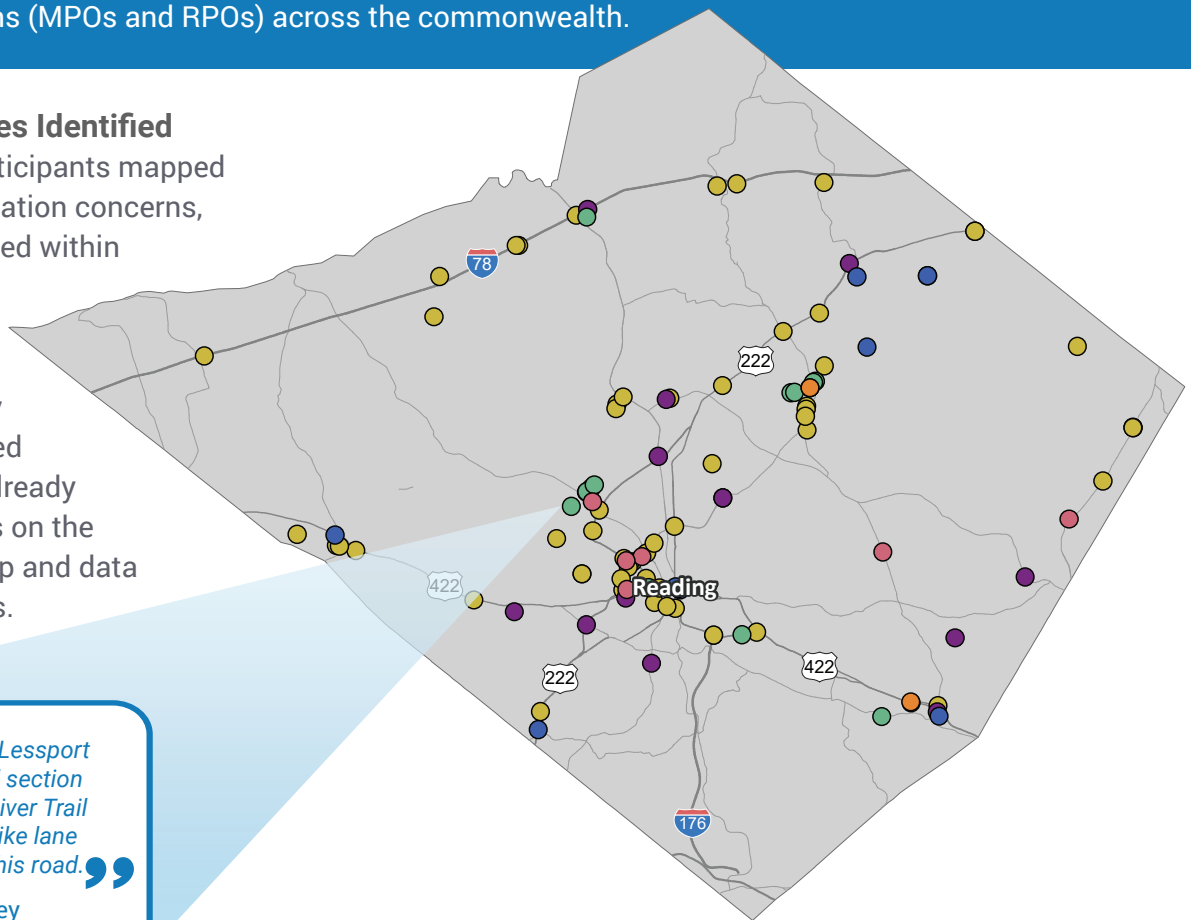 ns (MPOs and RPOs) across the commonwealth.
es Identified
ticipants mapped
ation concerns,
ed within
ed
lready
s on the
p and data
s.
Lessport
section
iver Trail
ike lane
his road.”
ey
78
222
422
Reading
222
422
176